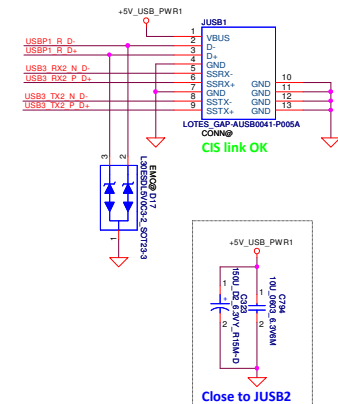 +5V_USB_PWR1
JUSB1
USBP1_R_D-
USBP1_R_D+
USB3_RX2_N_D-
USB3_RX2_P_D+
USB3_TX2_N_D-
USB3_TX2_P_D+
1 VBUS
2 D-
3 D+
4 GND
5 SSRX-
6 SSRX+ GND 10
7 GND GND 11
8 SSTX- GND 12
9 SSTX+ GND 13
LOTES_GAP-AUSB0041-P005A
CONN@
CIS link OK
3 2
1
EMC@ D17
L30ESDL5V0C3-2_SOT23-3
+5V_USB_PWR1
1 1
2 2
C323
150U_D2_6.3VY_R15M~D
C794
10U_0603_6.3V6M
Close to JUSB2